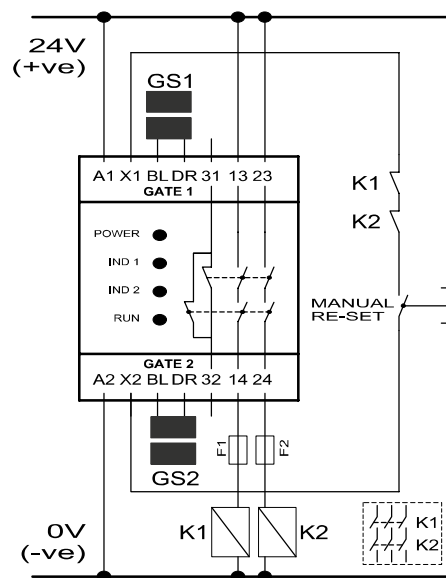 24V
(+ve)
GS1
A1 X1 BL DR 31 13 23
GATE 1
K1
K2
POWER
IND 1
IND 2
RUN
MANUAL
RE-SET
GATE 2
A2 X2 BL DR 32 14 24
F1
F2
GS2
0V
(-ve)
K1
K2
K1
K2